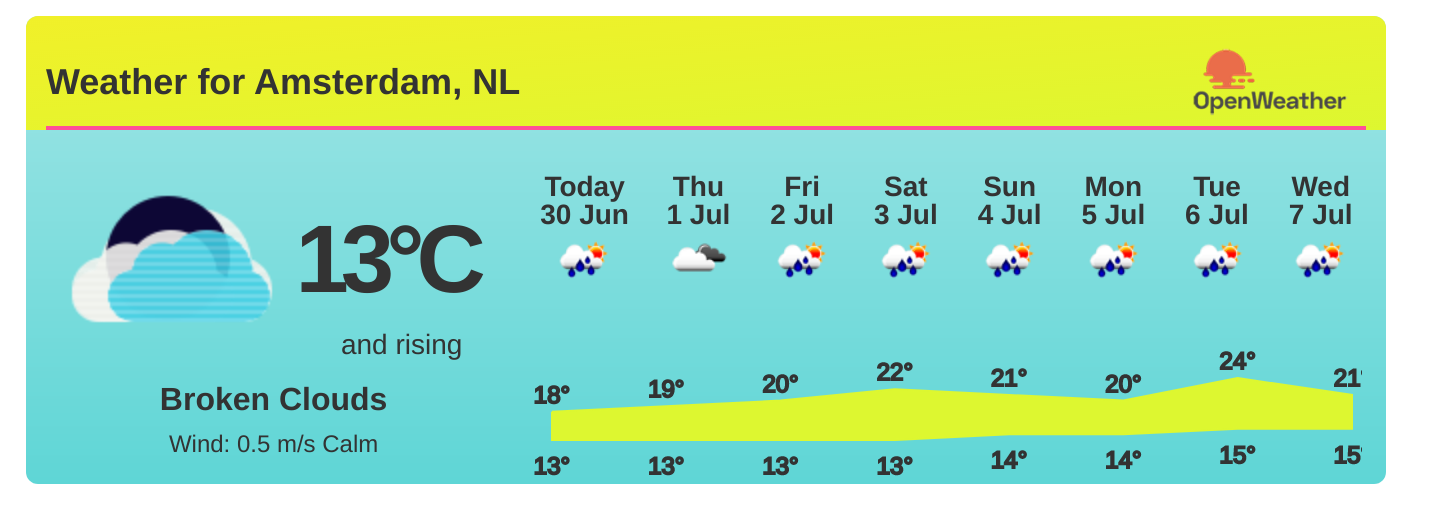 Weather for Amsterdam, NL
OpenWeather
13°C
and rising
Broken Clouds
Wind: 0.5 m/s Calm
Today Thu Fri Sat Sun Mon Tue Wed
30 Jun 1 Jul 2 Jul 3 Jul 4 Jul 5 Jul 6 Jul 7 Jul
18° 19° 20° 22° 21° 20° 24° 21°
13° 13° 13° 13° 14° 14° 15° 15°